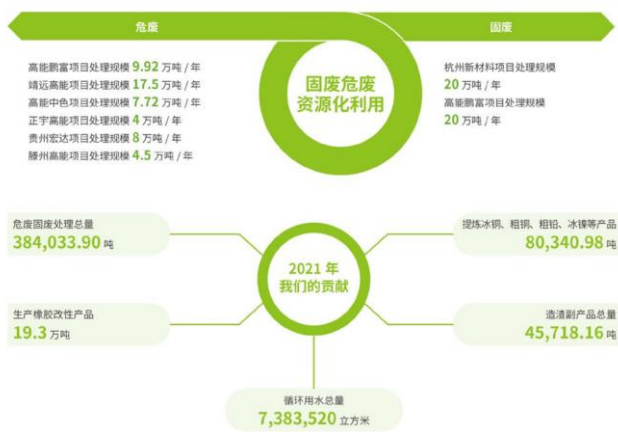 危废
固废
高能鹏富项目处理规模 9.92 万吨 / 年
靖远高能项目处理规模 17.5 万吨 / 年
高能中色项目处理规模 7.72 万吨 / 年
正宇高能项目处理规模 4 万吨 / 年
贵州宏达项目处理规模 8 万吨 / 年
滕州高能项目处理规模 4.5 万吨 / 年
固废危废
资源化利用
杭州新材料项目处理规模
20 万吨 / 年
高能鹏富项目处理规模
20 万吨 / 年
危废固废处理总量
384,033.90 吨
提炼冰铜、粗铜、粗铅、冰镍等产品
80,340.98 吨
2021 年
我们的贡献
生产橡胶改性产品
19.3 万吨
造渣副产品总量
45,718.16 吨
循环用水总量
7,383,520 立方米